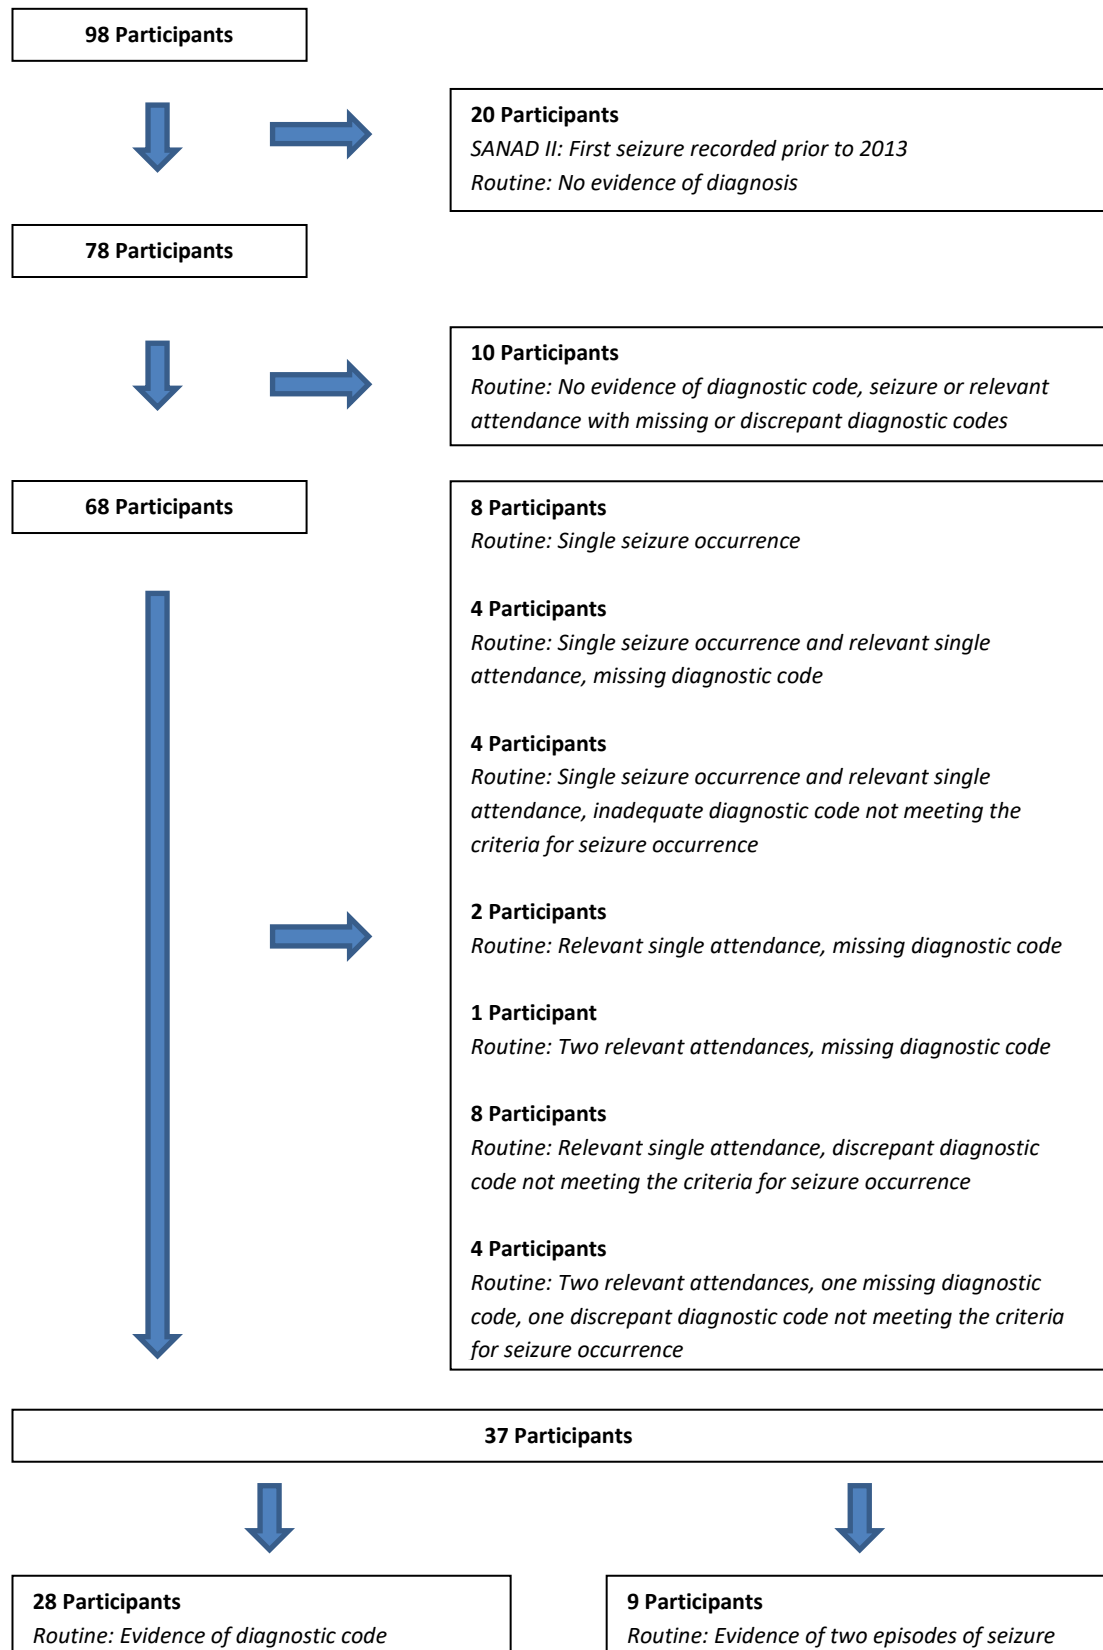 98 Participants
20 Participants
SANAD II: First seizure recorded prior to 2013
Routine: No evidence of diagnosis
78 Participants
10 Participants
Routine: No evidence of diagnostic code, seizure or relevant
attendance with missing or discrepant diagnostic codes
68 Participants
8 Participants
Routine: Single seizure occurrence
4 Participants
Routine: Single seizure occurrence and relevant single
attendance, missing diagnostic code
4 Participants
Routine: Single seizure occurrence and relevant single
attendance, inadequate diagnostic code not meeting the
criteria for seizure occurrence
2 Participants
Routine: Relevant single attendance, missing diagnostic code
1 Participant
Routine: Two relevant attendances, missing diagnostic code
8 Participants
Routine: Relevant single attendance, discrepant diagnostic
code not meeting the criteria for seizure occurrence
4 Participants
Routine: Two relevant attendances, one missing diagnostic
code, one discrepant diagnostic code not meeting the criteria
for seizure occurrence
37 Participants
28 Participants
Routine: Evidence of diagnostic code
9 Participants
Routine: Evidence of two episodes of seizure